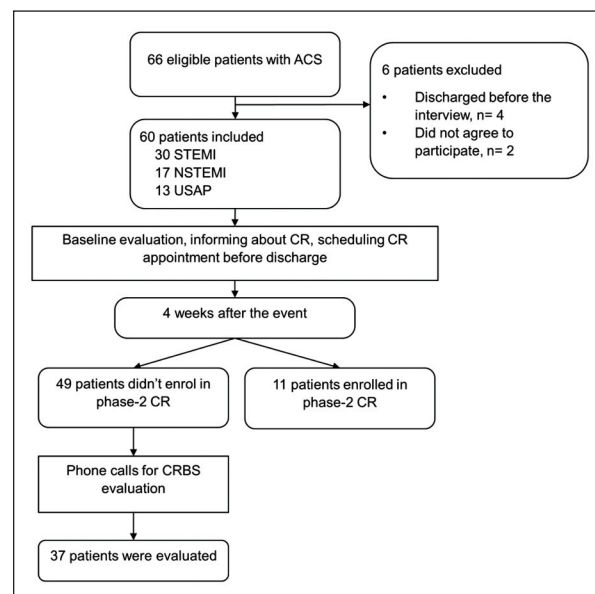 66 eligible patients with ACS
6 patients excluded
• Discharged before the
interview, n= 4
• Did not agree to
participate, n= 2
60 patients included
30 STEMI
17 NSTEMI
13 USAP
Baseline evaluation, informing about CR, scheduling CR
appointment before discharge
4 weeks after the event
49 patients didn’t enrol in
phase-2 CR
11 patients enrolled in
phase-2 CR
Phone calls for CRBS
evaluation
37 patients were evaluated